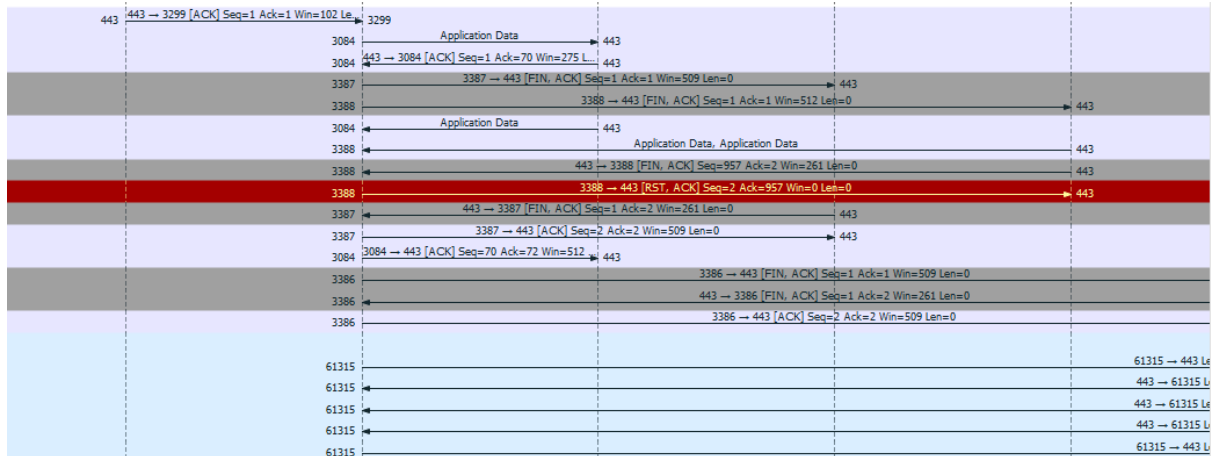 443 443 → 3299 [ACK] Seq=1 Ack=1 Win=102 Le... 3299
3084 Application Data 443
3084 443 → 3084 [ACK] Seq=1 Ack=70 Win=275 L... 443
3387 3387 → 443 [FIN, ACK] Seq=1 Ack=1 Win=509 Len=0 443
3388 3388 → 443 [FIN, ACK] Seq=1 Ack=1 Win=512 Len=0 443
3084 Application Data 443
3388 Application Data, Application Data 443
3388 443 → 3388 [FIN, ACK] Seq=957 Ack=2 Win=261 Len=0 443
3388 3388 → 443 [RST, ACK] Seq=2 Ack=957 Win=0 Len=0 443
3387 443 → 3387 [FIN, ACK] Seq=1 Ack=2 Win=261 Len=0 443
3387 3387 → 443 [ACK] Seq=2 Ack=2 Win=509 Len=0 443
3084 3084 → 443 [ACK] Seq=70 Ack=72 Win=512 ... 443
3386 3386 → 443 [FIN, ACK] Seq=1 Ack=1 Win=509 Len=0
3386 443 → 3386 [FIN, ACK] Seq=1 Ack=2 Win=261 Len=0
3386 3386 → 443 [ACK] Seq=2 Ack=2 Win=509 Len=0
61315 61315 → 443 Le
61315 443 → 61315 L
61315 443 → 61315 L
61315 443 → 61315 L
61315 61315 → 443 L